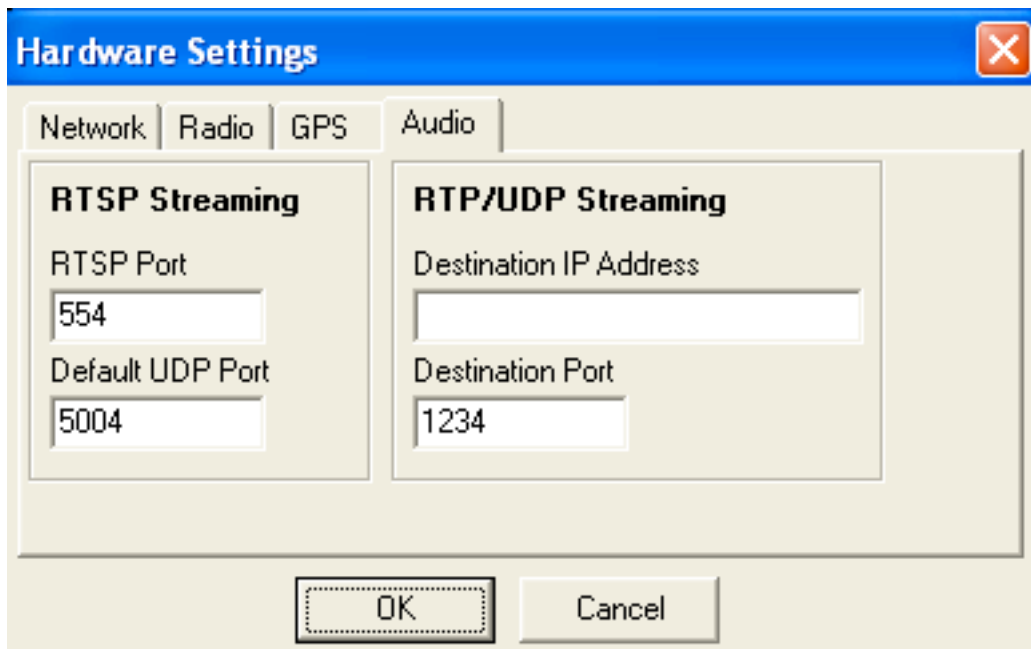 Hardware Settings
Network Radio GPS Audio
RTSP Streaming
RTSP Port
554
Default UDP Port
5004
RTP/UDP Streaming
Destination IP Address
Destination Port
1234
OK Cancel